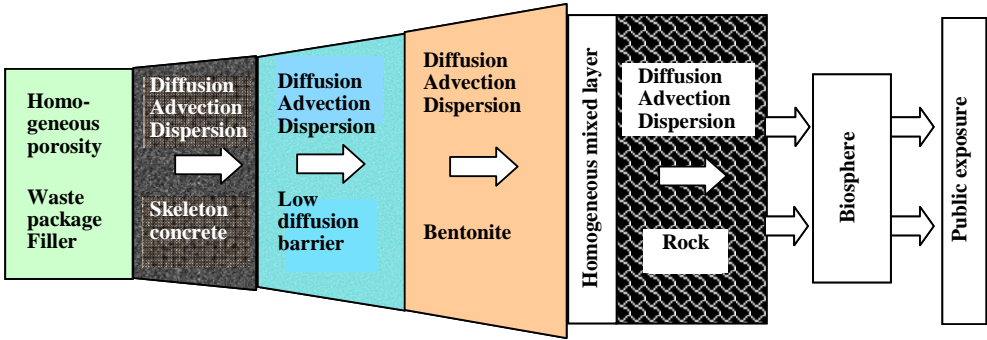 Homo-
geneous
porosity
Waste
package
Filler
Diffusion
Advection
Dispersion
Skeleton
concrete
Diffusion
Advection
Dispersion
Low
diffusion
barrier
Diffusion
Advection
Dispersion
Bentonite
Homogeneous mixed layer
Diffusion
Advection
Dispersion
Rock
Biosphere
Public exposure